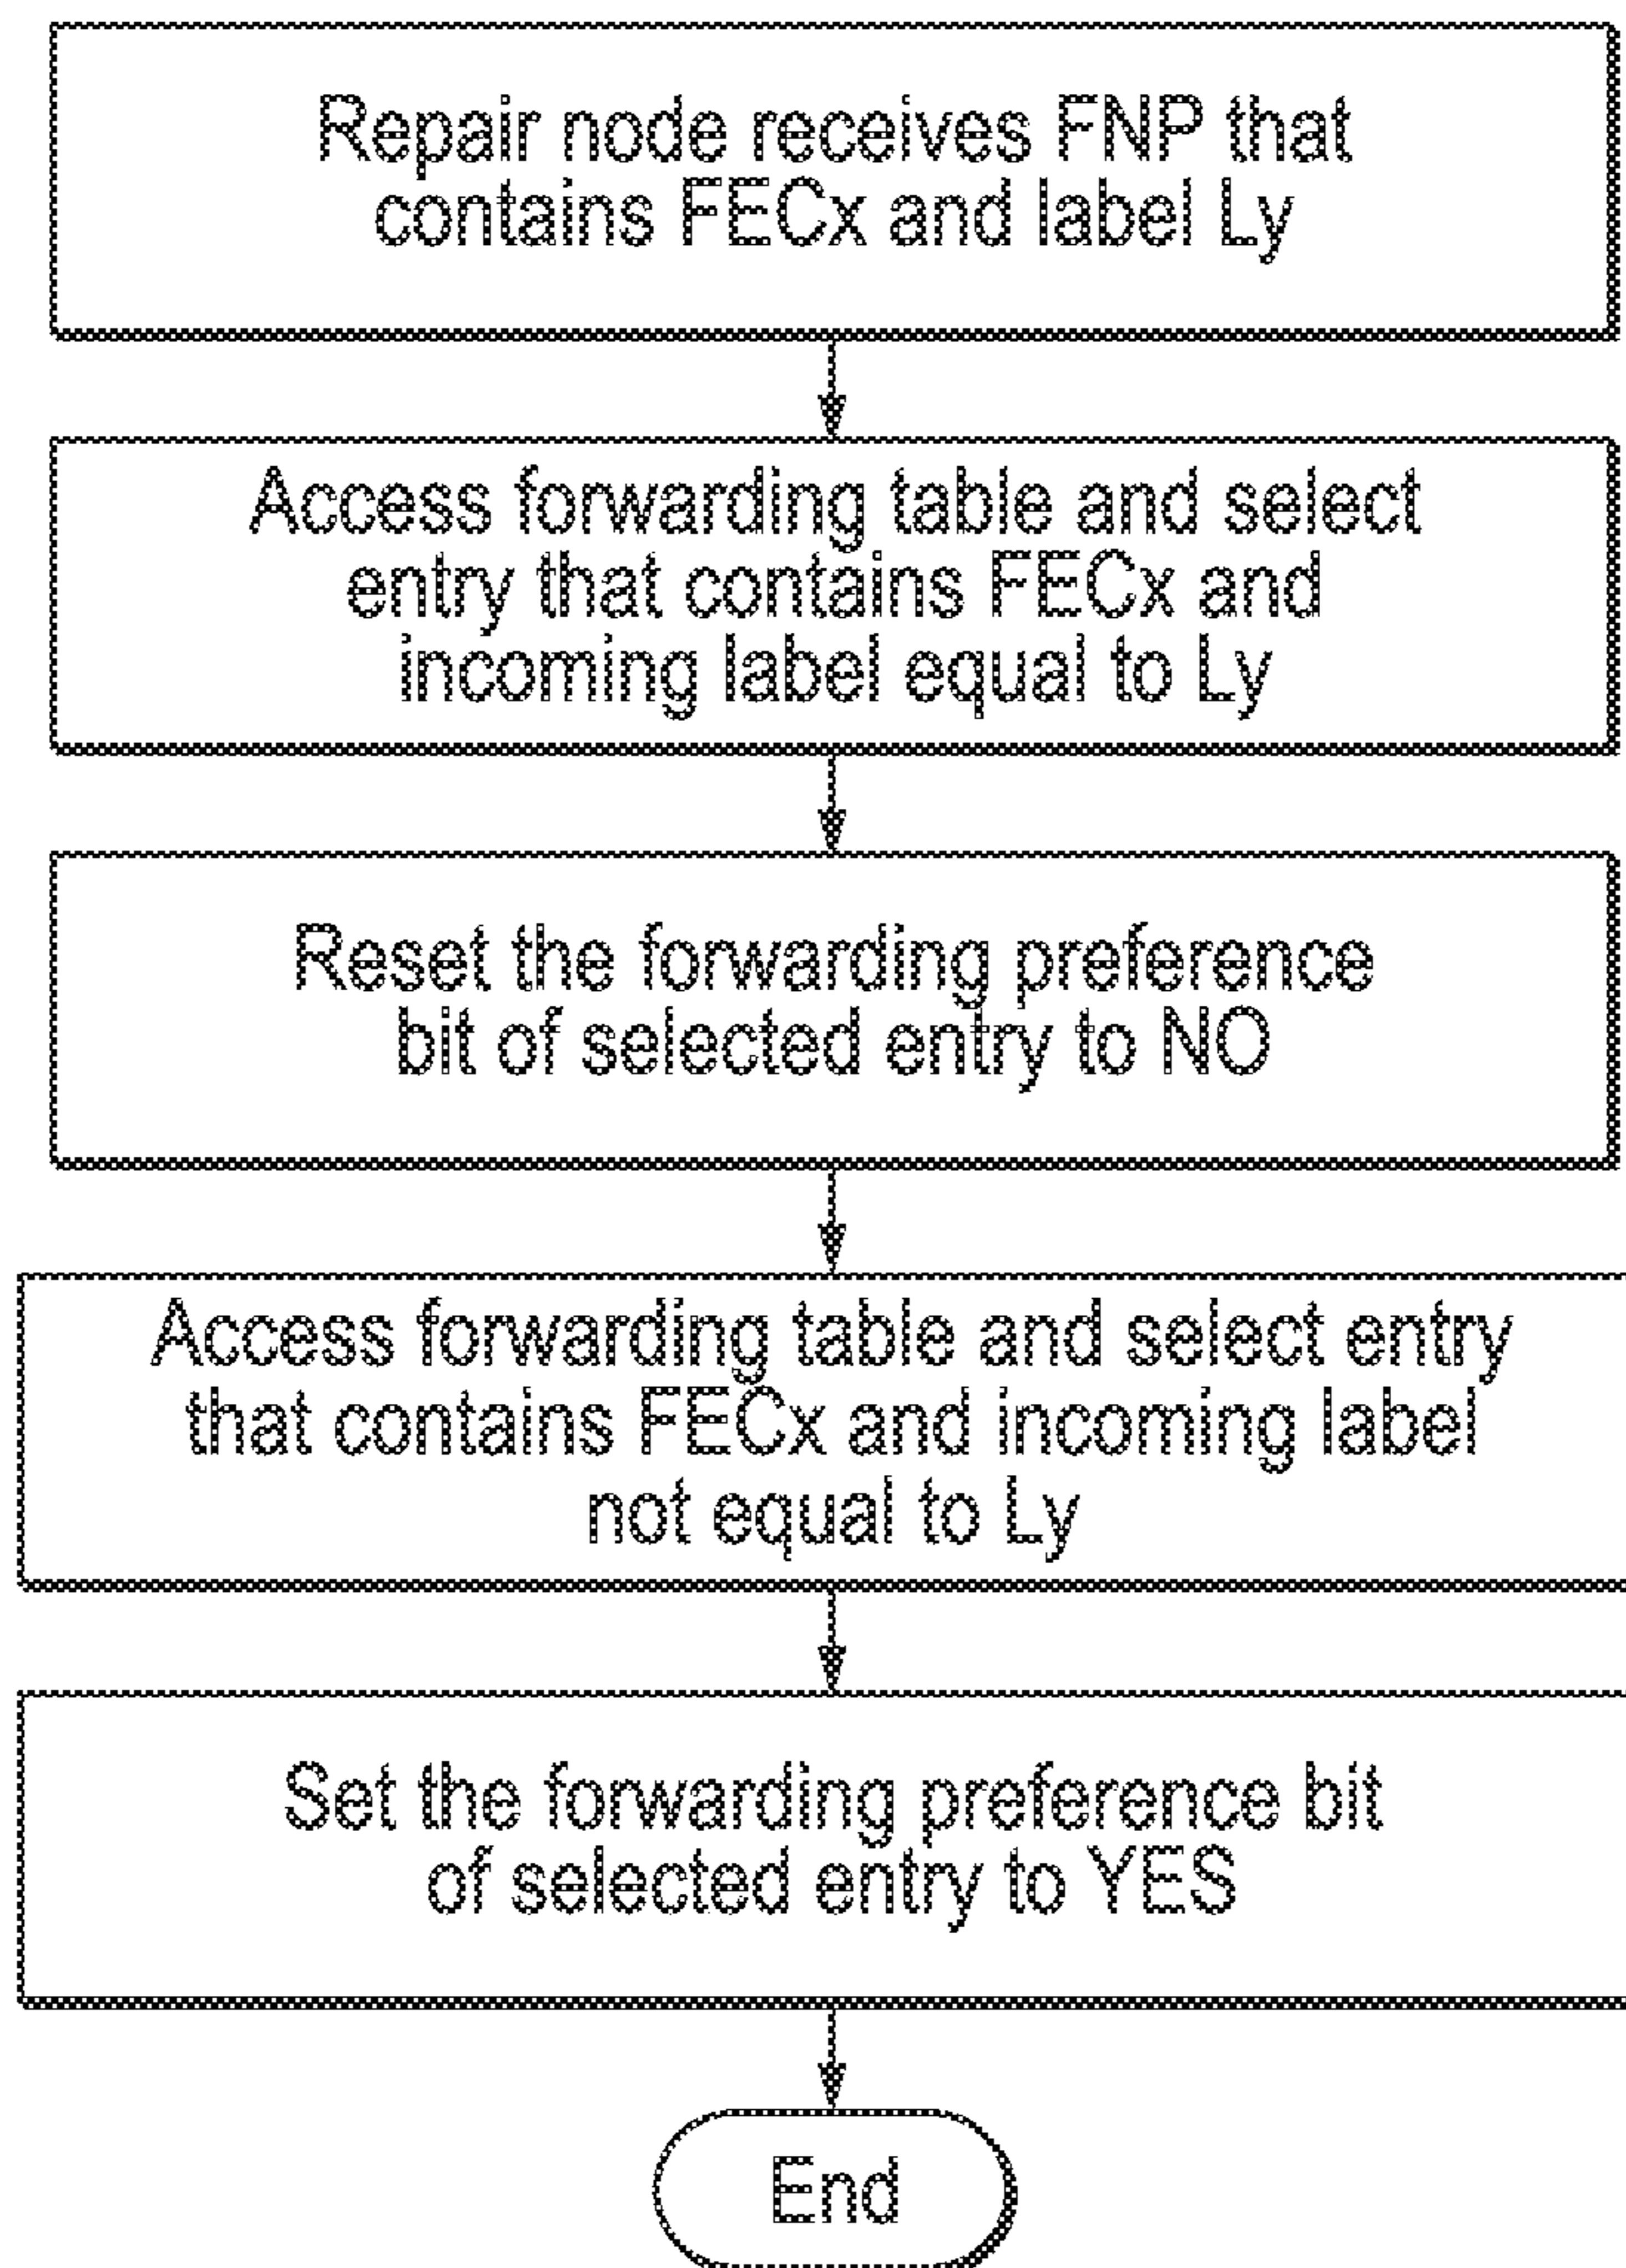 Repair node receives FNP that
contains FECx and label Ly
Access forwarding table and select
entry that contains FECx and
incoming label equal to Ly
Reset the forwarding preference
bit of selected entry to NO
Access forwarding table and select entry
that contains FECx and incoming label
not equal to Ly
Set the forwarding preference bit
of selected entry to YES
End